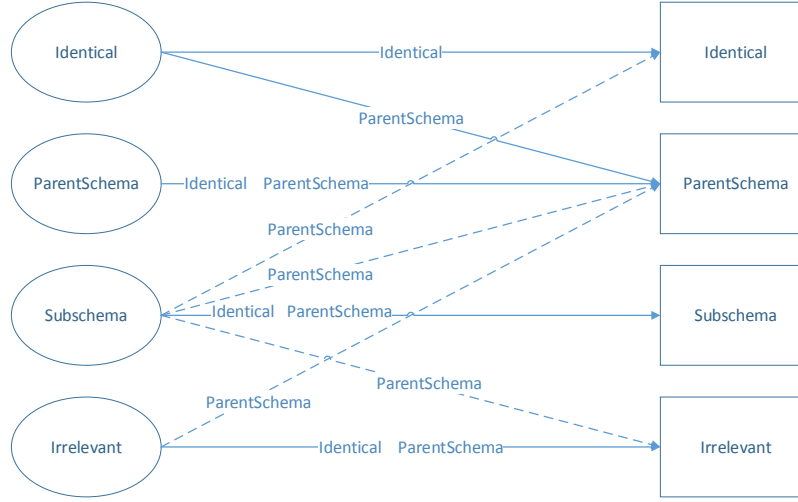 Identical Identical Identical
ParentSchema
ParentSchema Identical ParentSchema ParentSchema
ParentSchema
ParentSchema
Subschema Identical ParentSchema Subschema
ParentSchema
ParentSchema
Irrelevant Identical ParentSchema Irrelevant